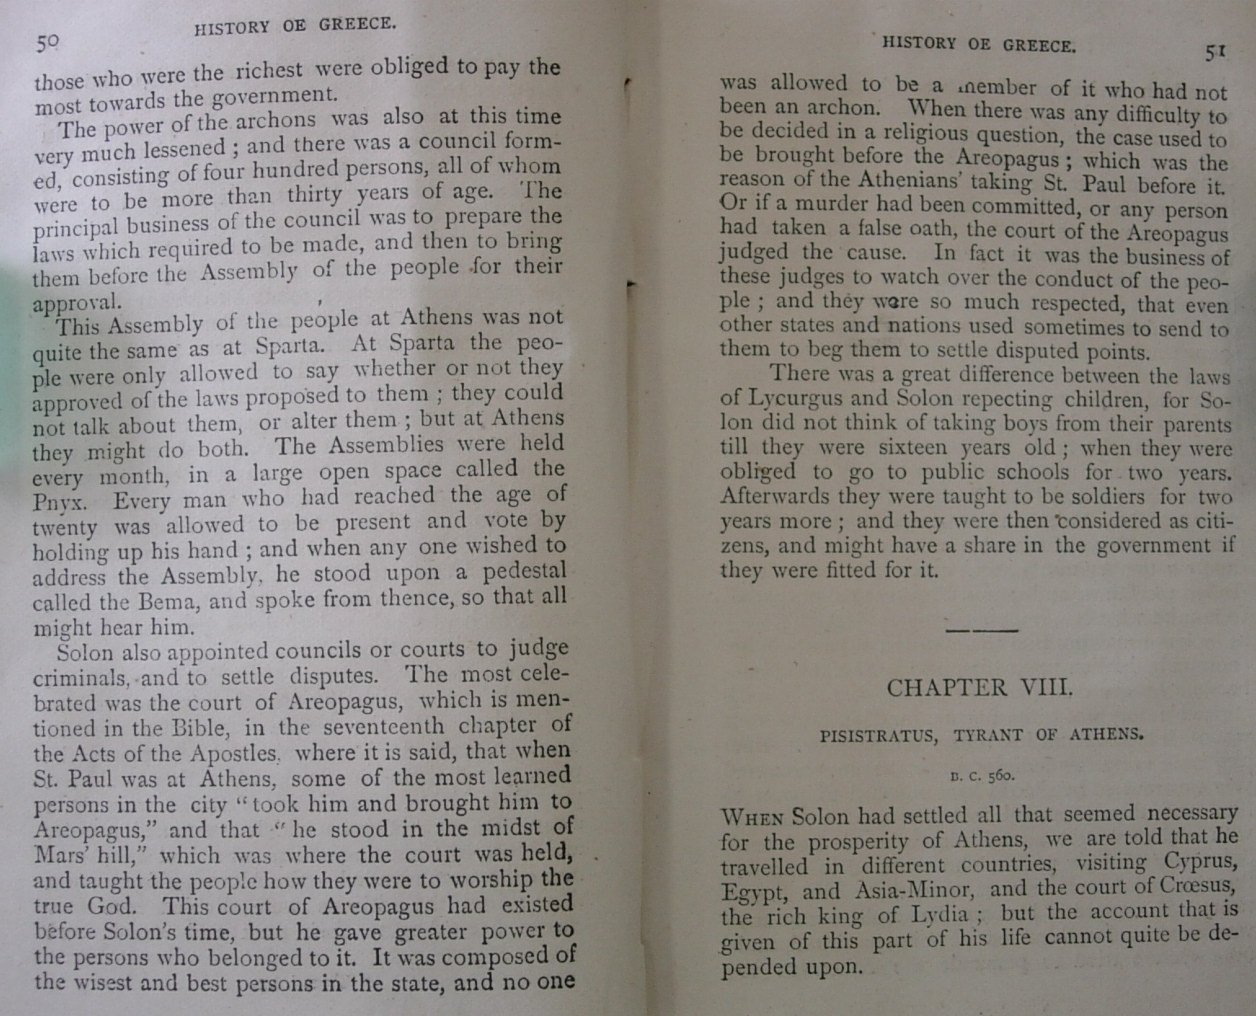 50
HISTORY OE GREECE.
those who were the richest were obliged to pay the
most towards the government.
The power of the archons was also at this time
very much lessened ; and there was a council form-
ed, consisting of four hundred persons, all of whom
were to be more than thirty years of age. The
principal business of the council was to prepare the
laws which required to be made, and then to bring
them before the Assembly of the people for their
approval.
This Assembly of the people at Athens was not
quite the same as at Sparta. At Sparta the peo-
ple were only allowed to say whether or not they
approved of the laws proposed to them ; they could
not talk about them, or alter them ; but at Athens
they might do both. The Assemblies were held
every month, in a large open space called the
Pnyx. Every man who had reached the age of
twenty was allowed to be present and vote by
holding up his hand ; and when any one wished to
address the Assembly, he stood upon a pedestal
called the Bema, and spoke from thence, so that all
might hear him.
Solon also appointed councils or courts to judge
criminals, and to settle disputes. The most cele-
brated was the court of Areopagus, which is men-
tioned in the Bible, in the seventeenth chapter of
the Acts of the Apostles, where it is said, that when
St. Paul was at Athens, some of the most learned
persons in the city “took him and brought him to
Areopagus,” and that “he stood in the midst of
Mars’ hill,” which was where the court was held,
and taught the people how they were to worship the
true God. This court of Areopagus had existed
before Solon’s time, but he gave greater power to
the persons who belonged to it. It was composed of
the wisest and best persons in the state, and no one
HISTORY OE GREECE.
51
was allowed to be a member of it who had not
been an archon. When there was any difficulty to
be decided in a religious question, the case used to
be brought before the Areopagus ; which was the
reason of the Athenians’ taking St. Paul before it.
Or if a murder had been committed, or any person
had taken a false oath, the court of the Areopagus
judged the cause. In fact it was the business of
these judges to watch over the conduct of the peo-
ple ; and they were so much respected, that even
other states and nations used sometimes to send to
them to beg them to settle disputed points.
There was a great difference between the laws
of Lycurgus and Solon repecting children, for So-
lon did not think of taking boys from their parents
till they were sixteen years old ; when they were
obliged to go to public schools for two years.
Afterwards they were taught to be soldiers for two
years more ; and they were then considered as citi-
zens, and might have a share in the government if
they were fitted for it.
CHAPTER VIII.
PISISTRATUS, TYRANT OF ATHENS.
B. C. 560.
WHEN Solon had settled all that seemed necessary
for the prosperity of Athens, we are told that he
travelled in different countries, visiting Cyprus,
Egypt, and Asia-Minor, and the court of Crœsus,
the rich king of Lydia ; but the account that is
given of this part of his life cannot quite be de-
pended upon.